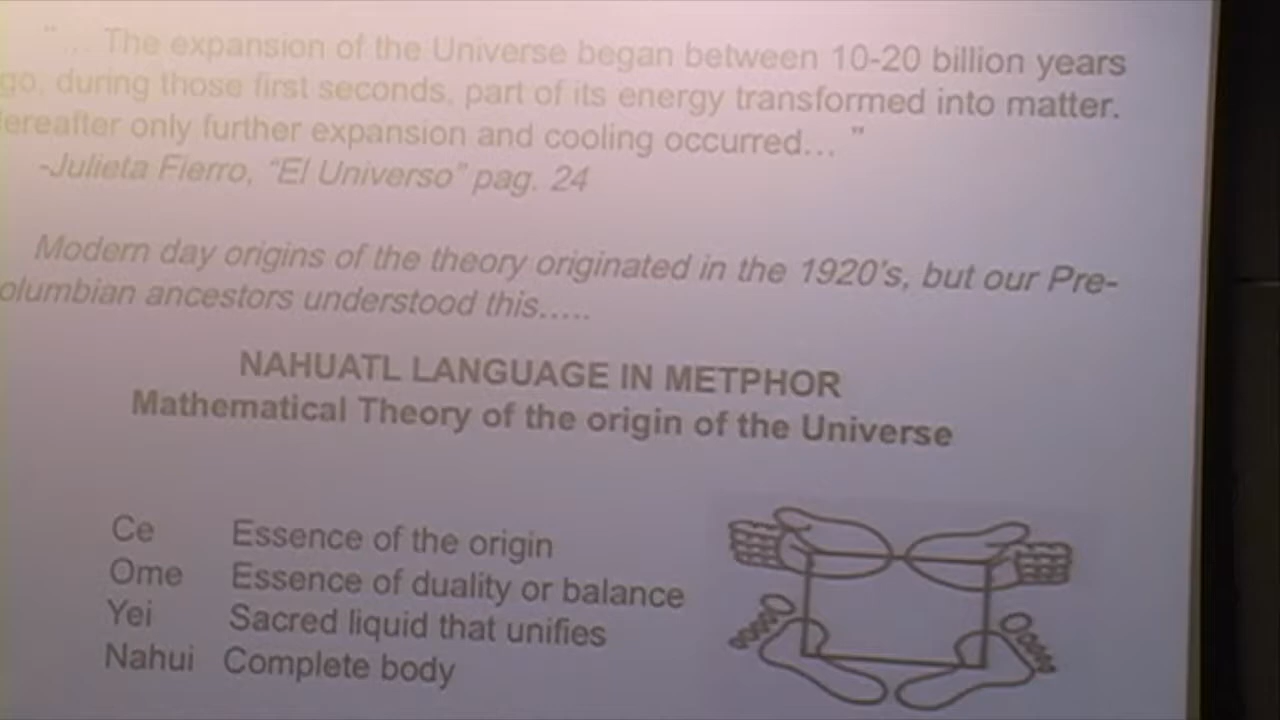 "... The expansion of the Universe began between 10-20 billion years
go, during those first seconds, part of its energy transformed into matter.
ereafter only further expansion and cooling occurred... "
-Julieta Fierro, "El Universo" pag. 24
Modern day origins of the theory originated in the 1920's, but our Pre-
olumbian ancestors understood this.....
NAHUATL LANGUAGE IN METPHOR
Mathematical Theory of the origin of the Universe
Ce Essence of the origin
Ome Essence of duality or balance
Yei Sacred liquid that unifies
Nahui Complete body